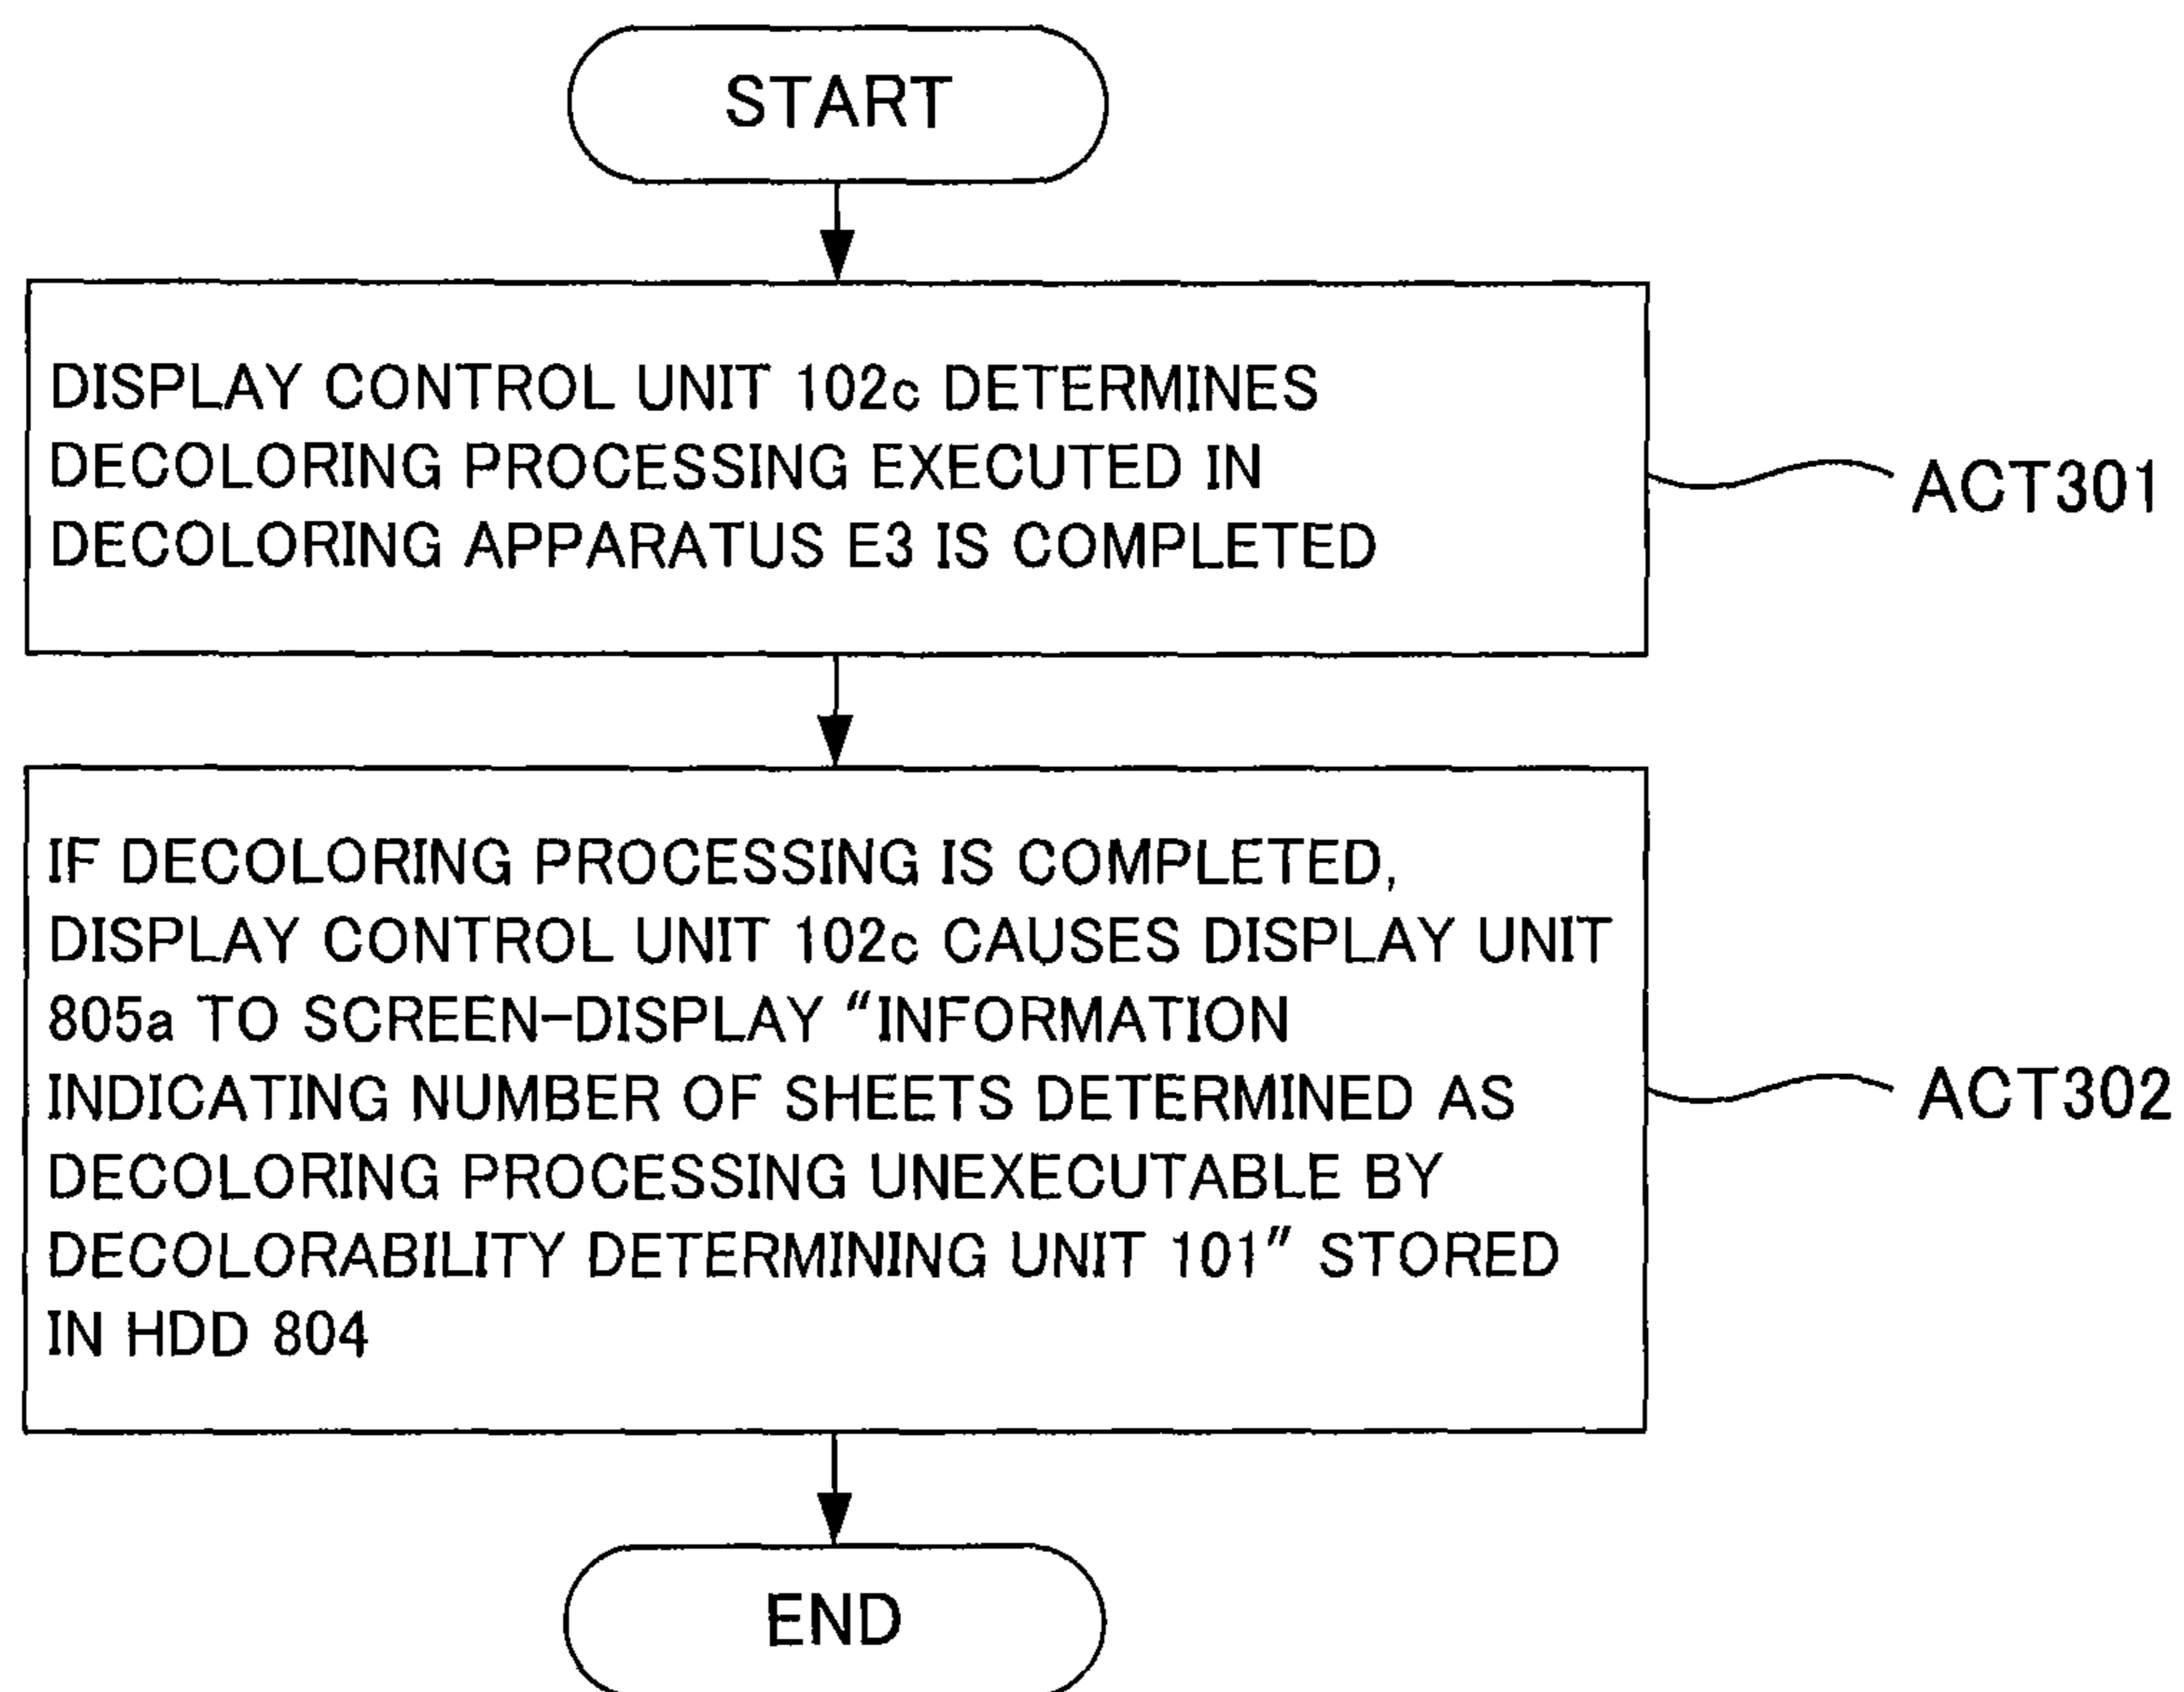 START
DISPLAY CONTROL UNIT 102c DETERMINES
DECOLORING PROCESSING EXECUTED IN
DECOLORING APPARATUS E3 IS COMPLETED
ACT301
IF DECOLORING PROCESSING IS COMPLETED,
DISPLAY CONTROL UNIT 102c CAUSES DISPLAY UNIT
805a TO SCREEN-DISPLAY “INFORMATION
INDICATING NUMBER OF SHEETS DETERMINED AS
DECOLORING PROCESSING UNEXECUTABLE BY
DECOLORABILITY DETERMINING UNIT 101” STORED
IN HDD 804
ACT302
END